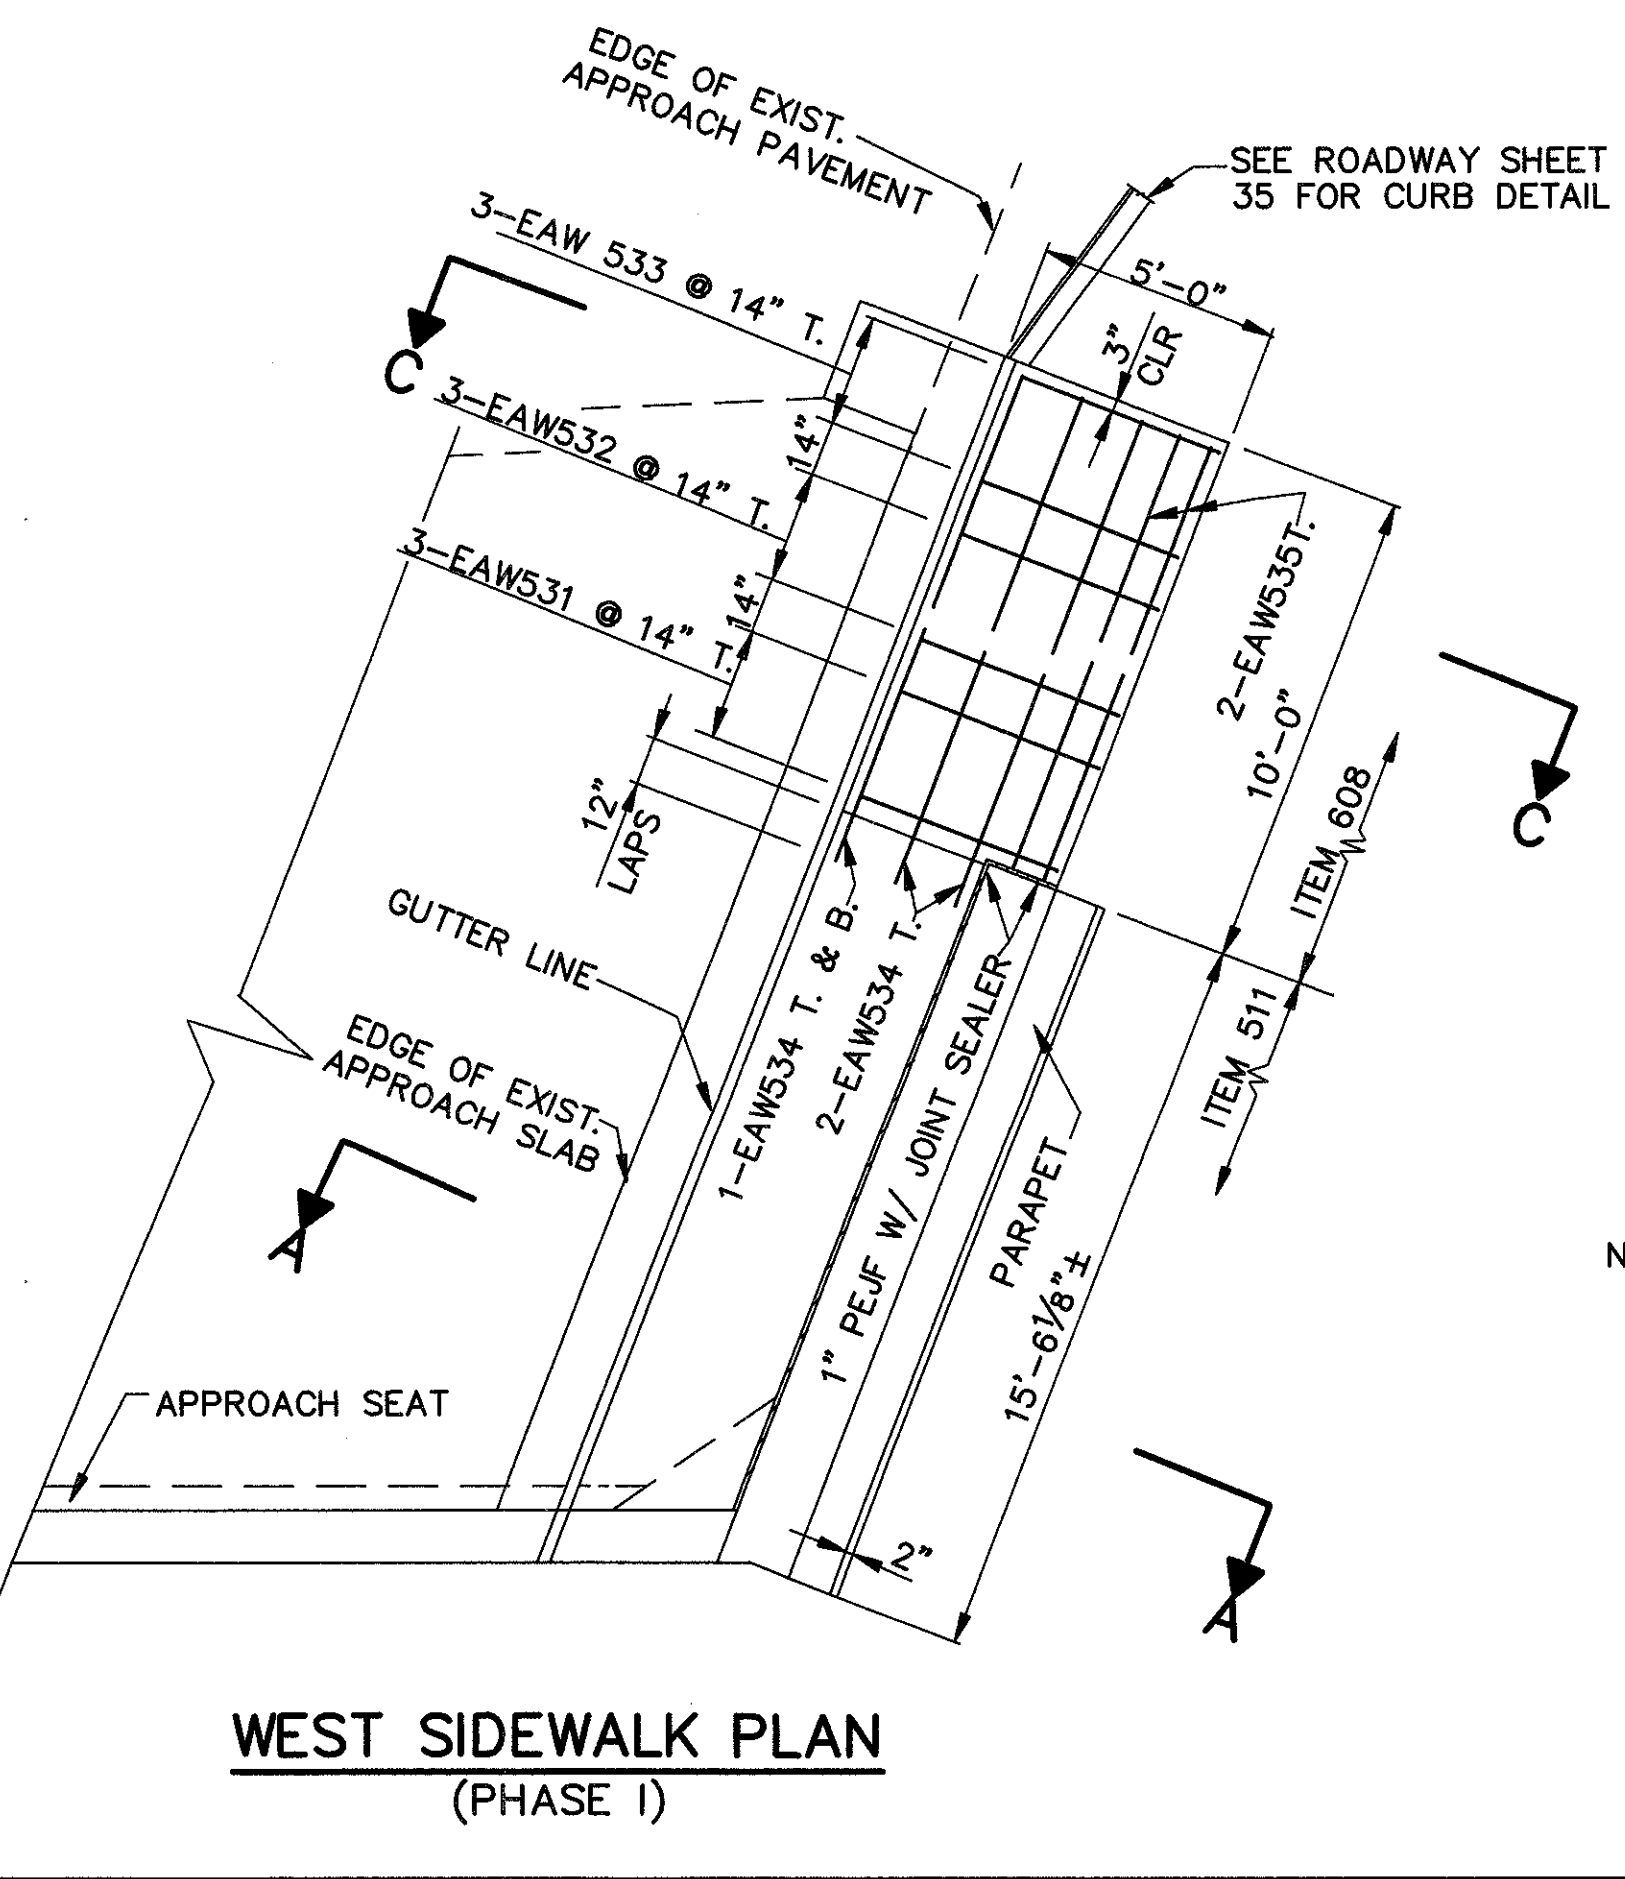 EDGE OF EXIST.
APPROACH PAVEMENT
SEE ROADWAY SHEET
35 FOR CURB DETAIL
3-EAW 533 @ 14" T.
5'-0"
3"
CLR
C
3-EAW532 @ 14" T.
14"
3-EAW531 @ 14" T.
14"
2-EAW535T.
10'-0"
12"
LAPS
ITEM 608
C
GUTTER LINE
1-EAW534 T. & B.
2-EAW534 T.
1" PEJF W/ JOINT SEALER
ITEM 511
EDGE OF EXIST.
APPROACH SLAB
PARAPET
A
N
15'-6⅛"±
APPROACH SEAT
2"
A
WEST SIDEWALK PLAN
(PHASE I)